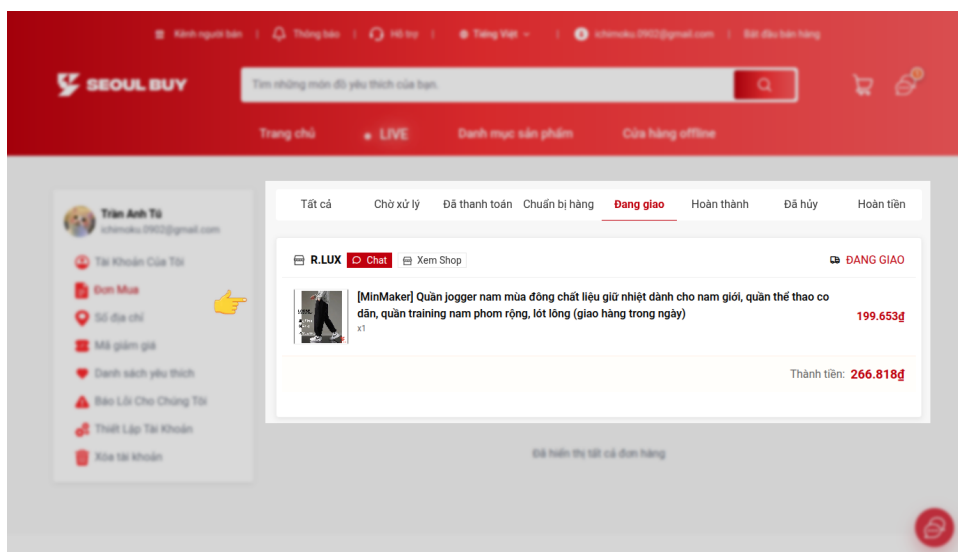 Kênh người bán
Thông báo
Hỗ trợ
Tiếng Việt
ichimoku.0902@gmail.com
Bắt đầu bán hàng
SEOUL BUY
Tìm những món đồ yêu thích của bạn.
Trang chủ
LIVE
Danh mục sản phẩm
Cửa hàng offline
Trần Anh Tú
ichimoku.0902@gmail.com
Tài Khoản Của Tôi
Đơn Mua
Sổ địa chỉ
Mã giảm giá
Danh sách yêu thích
Báo Lỗi Cho Chúng Tôi
Thiết Lập Tài Khoản
Xóa tài khoản
Tất cả
Chờ xử lý
Đã thanh toán
Chuẩn bị hàng
Đang giao
Hoàn thành
Đã hủy
Hoàn tiền
R.LUX
Chat
Xem Shop
ĐANG GIAO
[MinMaker] Quần jogger nam mùa đông chất liệu giữ nhiệt dành cho nam giới, quần thể thao co
dãn, quần training nam phom rộng, lót lông (giao hàng trong ngày)
x1
199.653₫
Thành tiền: 266.818₫
Đã hiển thị tất cả đơn hàng